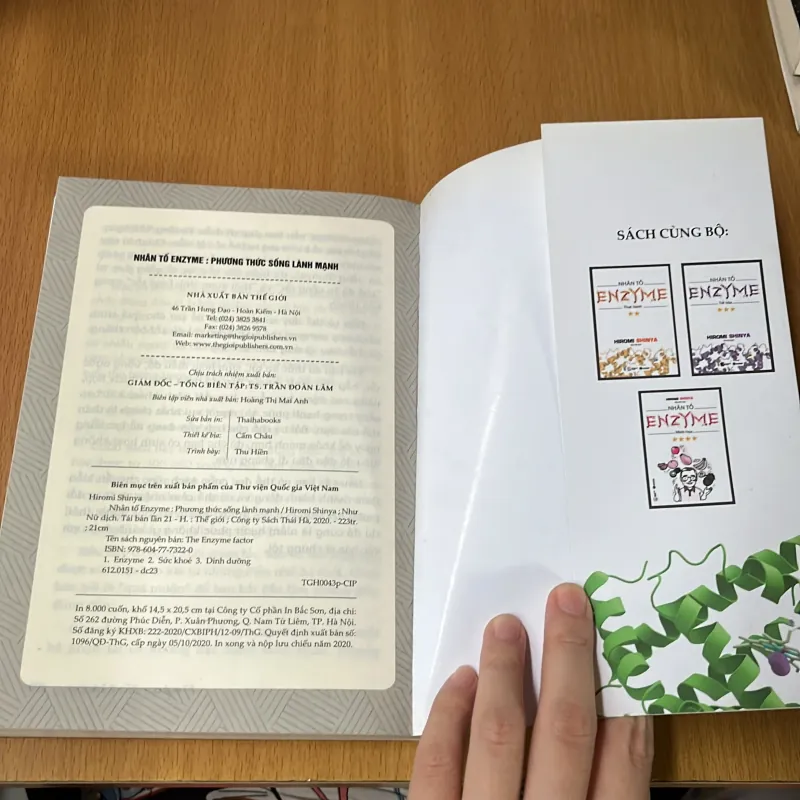 NHÂN TỐ ENZYME : PHƯƠNG THỨC SỐNG LÀNH MẠNH
NHÀ XUẤT BẢN THẾ GIỚI
46 Trần Hưng Đạo - Hoàn Kiếm - Hà Nội
Tel: (024) 3825 3841
Fax: (024) 3826 9578
Email: marketing@thegioipublishers.com.vn
Web: www.thegioipublishers.com.vn
Chịu trách nhiệm xuất bản:
GIÁM ĐỐC – TỔNG BIÊN TẬP: TS. TRẦN ĐOÀN LÂM
Biên tập viên nhà xuất bản: Hoàng Thị Mai Anh
Sửa bản in: Thaihabooks
Thiết kế bìa: Cẩm Châu
Trình bày: Thu Hiền
Biên mục trên xuất bản phẩm của Thư viện Quốc gia Việt Nam
Hiromi Shinya
Nhân tố Enzyme : Phương thức sống lành mạnh / Hiromi Shinya ; Như
Nữ dịch. Tái bản lần 21 - H. : Thế giới ; Công ty Sách Thái Hà, 2020. - 223tr.
; 21cm
Tên sách nguyên bản: The Enzyme factor
ISBN: 978-604-77-7322-0
1. Enzyme 2. Sức khoẻ 3. Dinh dưỡng
612.0151 - dc23
TGH0043p-CIP
In 8.000 cuốn, khổ 14,5 x 20,5 cm tại Công ty Cổ phần In Bắc Sơn, địa chỉ:
Số 262 đường Phúc Diễn, P. Xuân Phương, Q. Nam Từ Liêm, TP. Hà Nội.
Số đăng ký KHXB: 222-2020/CXBIPH/12-09/ThG. Quyết định xuất bản số:
1096/QĐ-ThG, cấp ngày 05/10/2020. In xong và nộp lưu chiểu năm 2020.
SÁCH CÙNG BỘ:
NHÂN TỐ
ENZYME
HIROMI SHINYA
NHÂN TỐ
ENZYME
HIROMI SHINYA
HIROMI SHINYA
NHÂN TỐ
ENZYME